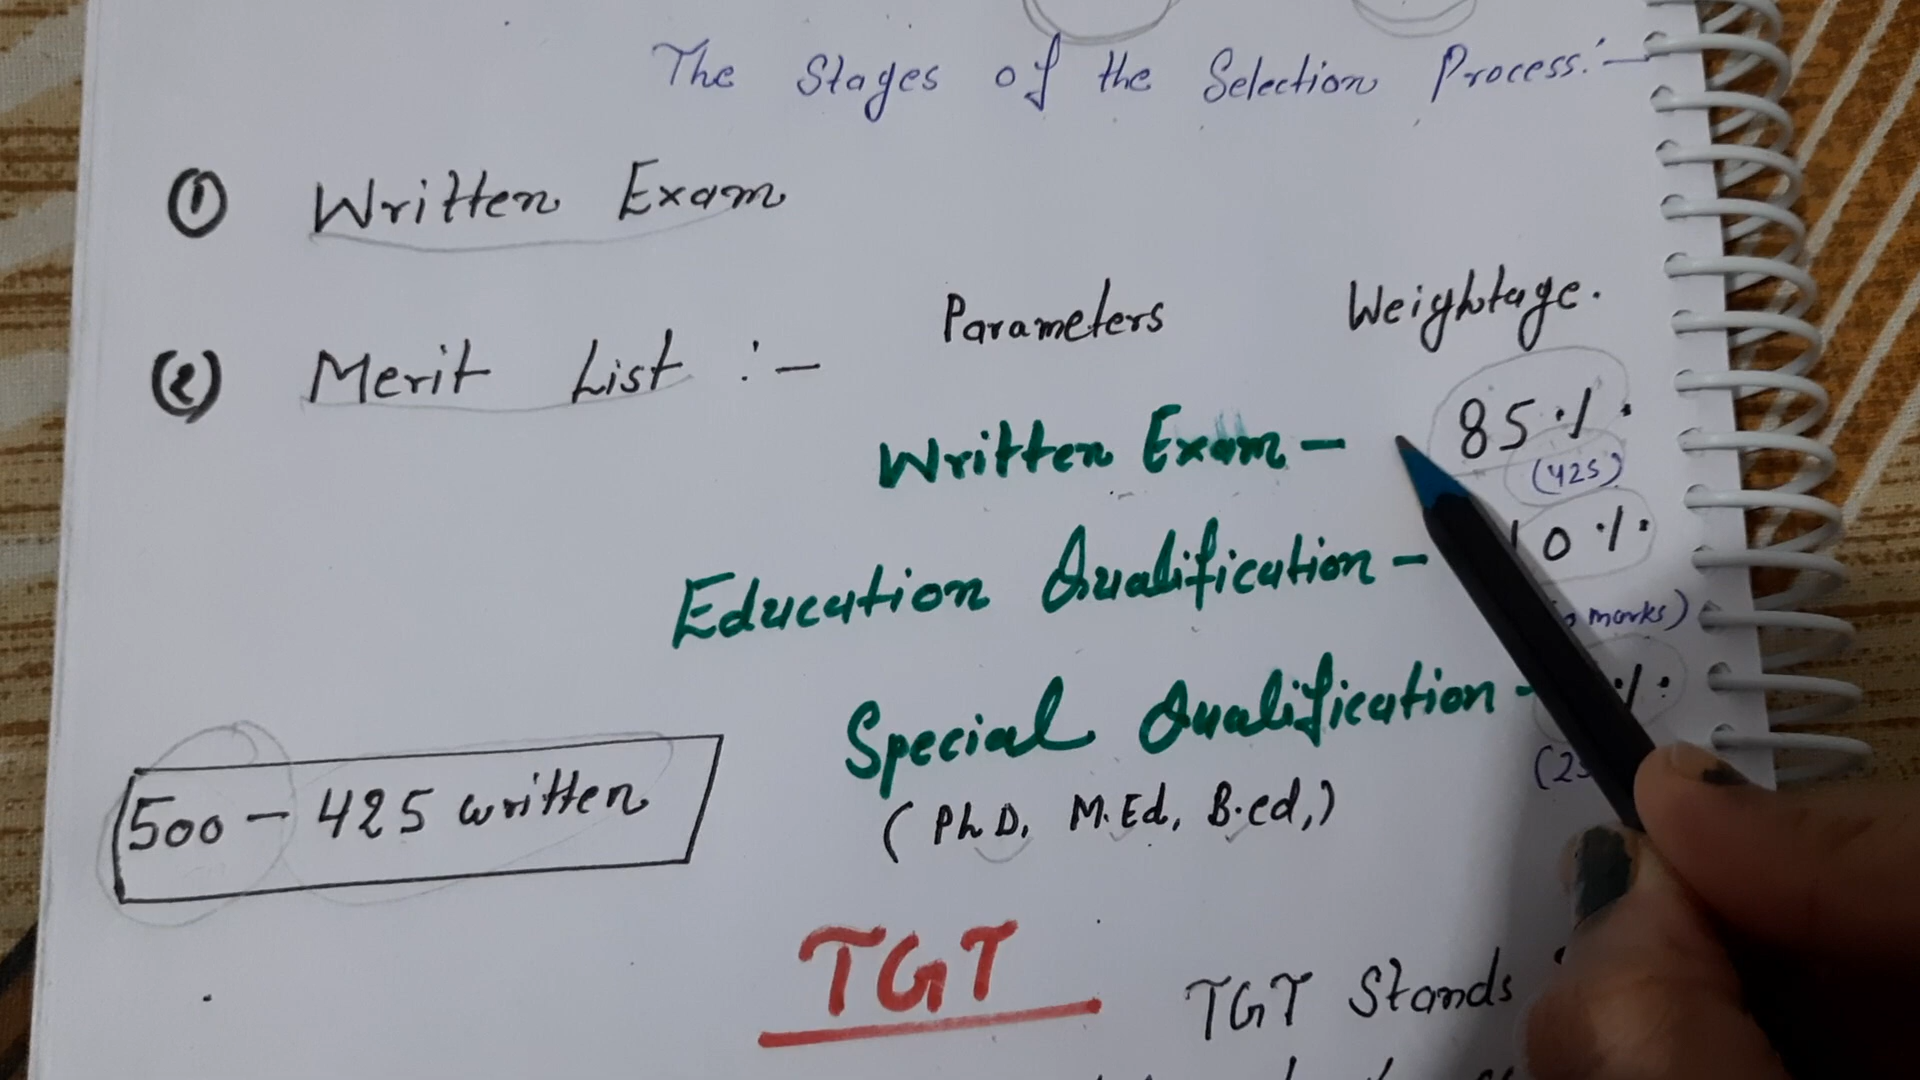 The Stages of the Selection Process:-
① Written Exam
Parameters Weightage.
(2) Merit List :-
Written Exam - 85%.
(425)
Education Qualification - 10%.
marks)
Special Qualification - %.
(Ph D, M.Ed, B.ed,)
500 - 425 written
TGT
TGT Stands